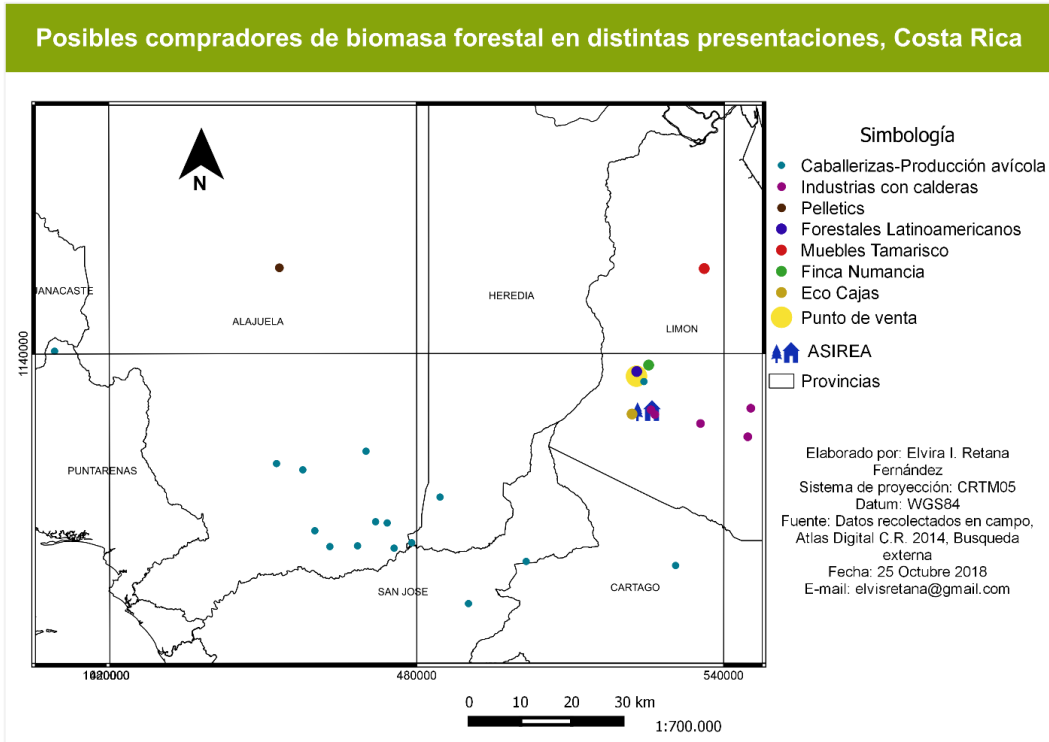 Posibles compradores de biomasa forestal en distintas presentaciones, Costa Rica
N
JANACASTE
ALAJUELA
HEREDIA
LIMON
PUNTARENAS
SAN JOSE
CARTAGO
1140000
480000
540000
0 10 20 30 km
1:700.000
Simbología
Caballerizas-Producción avícola
Industrias con calderas
Pelletics
Forestales Latinoamericanos
Muebles Tamarisco
Finca Numancia
Eco Cajas
Punto de venta
ASIREA
Provincias
Elaborado por: Elvira I. Retana
Fernández
Sistema de proyección: CRTM05
Datum: WGS84
Fuente: Datos recolectados en campo,
Atlas Digital C.R. 2014, Busqueda
externa
Fecha: 25 Octubre 2018
E-mail: elvisretana@gmail.com